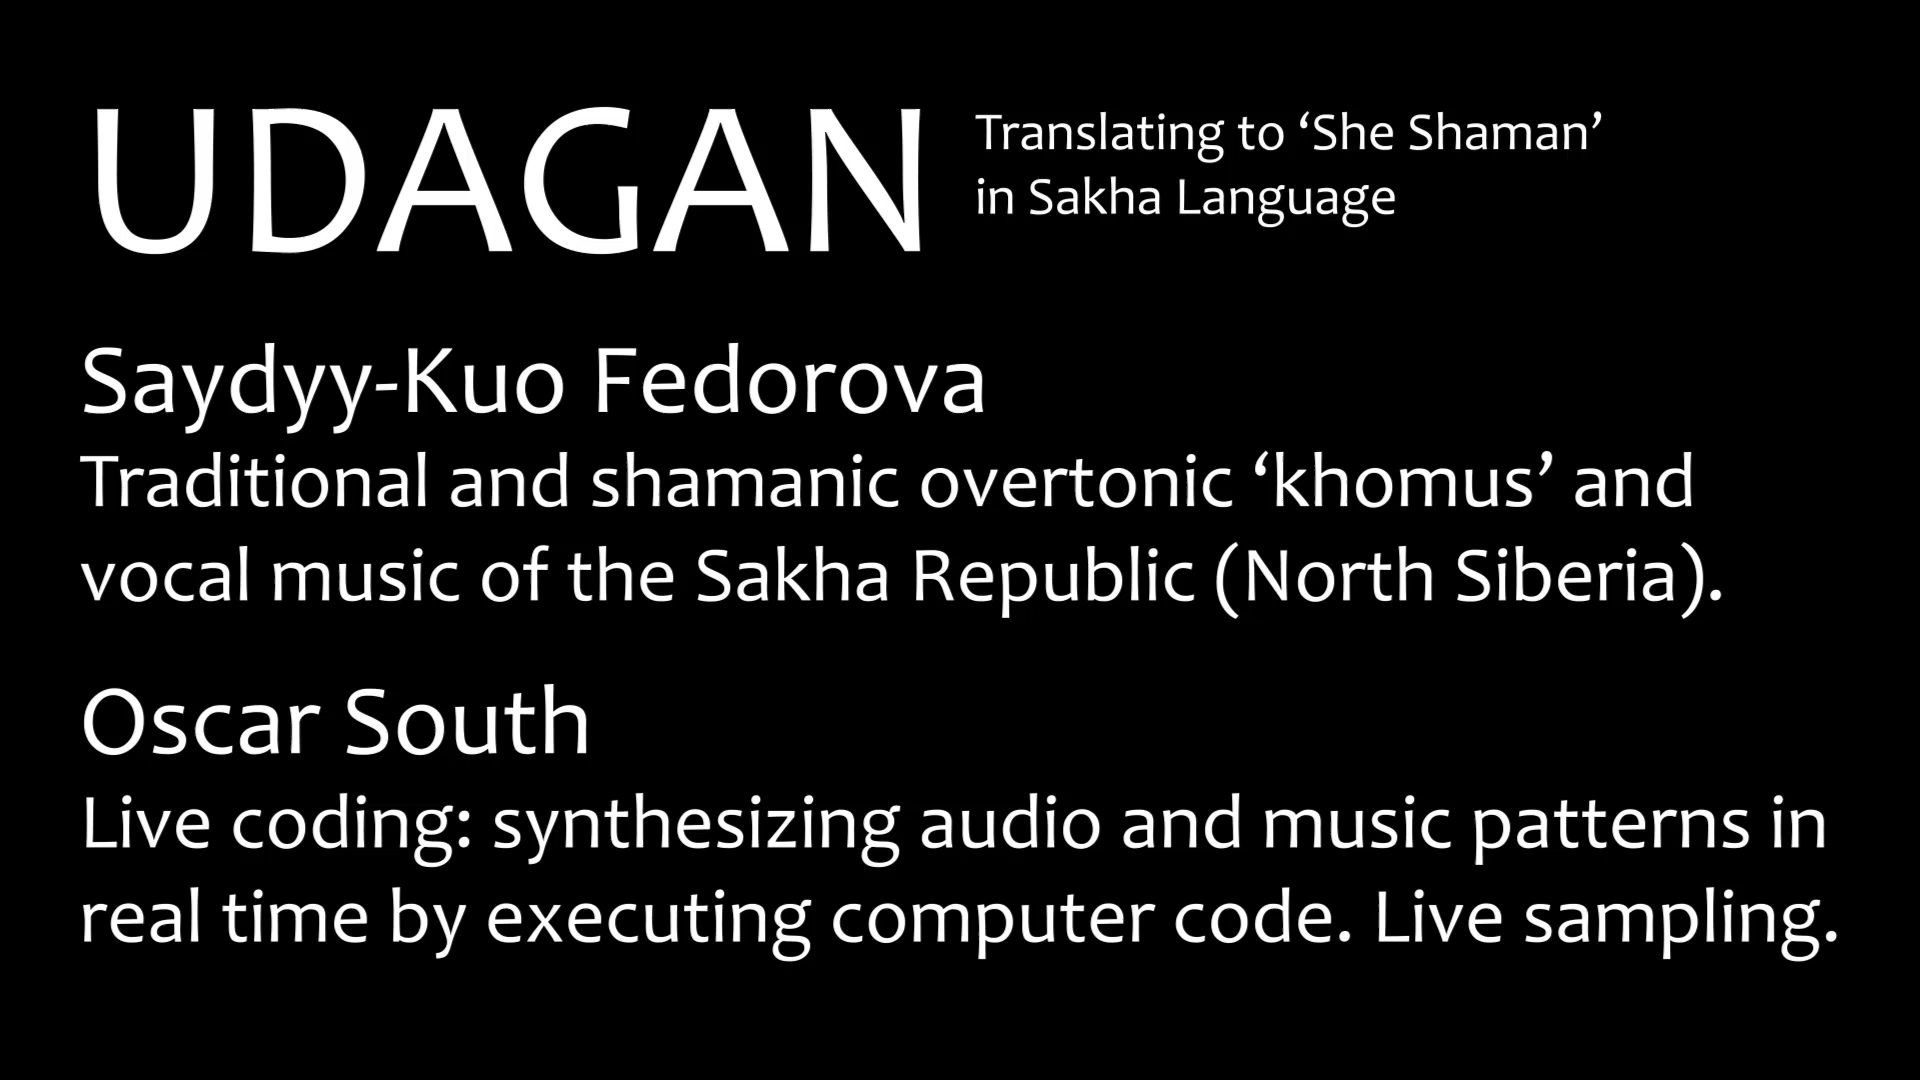 UDAGAN
Translating to ‘She Shaman’
in Sakha Language
Saydyy-Kuo Fedorova
Traditional and shamanic overtonic ‘khomus’ and
vocal music of the Sakha Republic (North Siberia).
Oscar South
Live coding: synthesizing audio and music patterns in
real time by executing computer code. Live sampling.